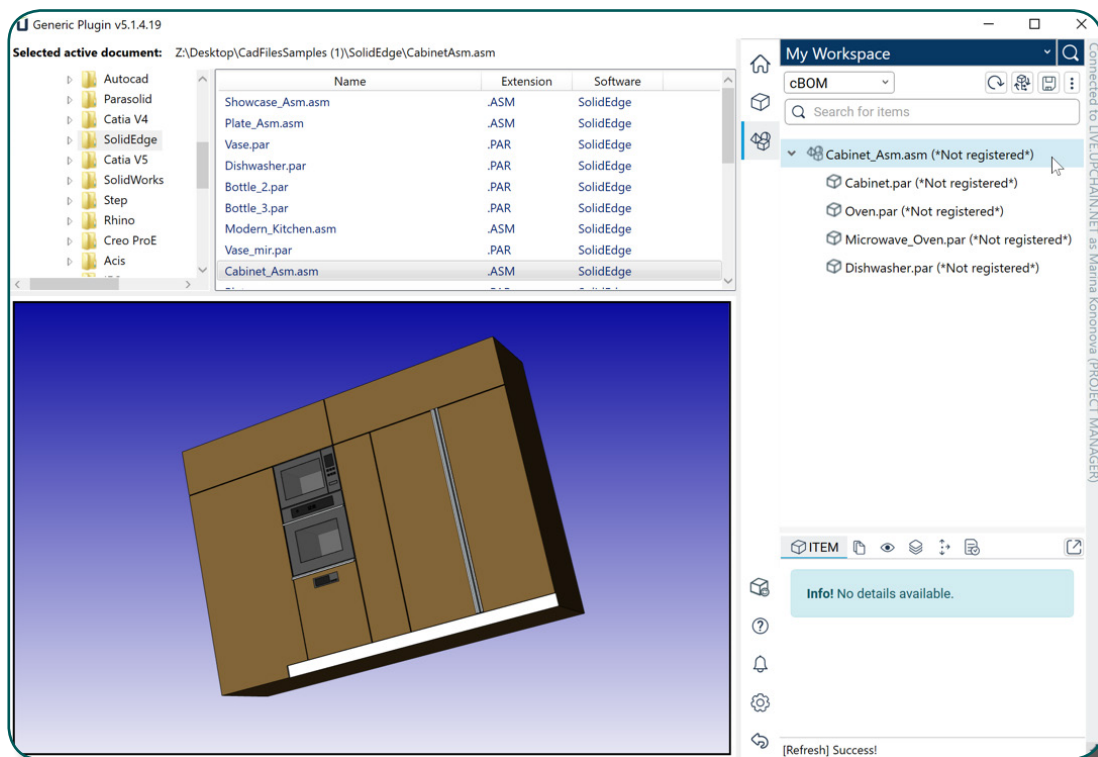 Generic Plugin v5.1.4.19
Selected active document: Z:\Desktop\CadFilesSamples (1)\SolidEdge\CabinetAsm.asm
Autocad
Parasolid
Catia V4
SolidEdge
Catia V5
SolidWorks
Step
Rhino
Creo ProE
Acis
Name Extension Software
Showcase_Asm.asm .ASM SolidEdge
Plate_Asm.asm .ASM SolidEdge
Vase.par .PAR SolidEdge
Dishwasher.par .PAR SolidEdge
Bottle_2.par .PAR SolidEdge
Bottle_3.par .PAR SolidEdge
Modern_Kitchen.asm .ASM SolidEdge
Vase_mir.par .PAR SolidEdge
Cabinet_Asm.asm .ASM SolidEdge
My Workspace
cBOM
Search for items
Cabinet_Asm.asm (*Not registered*)
Cabinet.par (*Not registered*)
Oven.par (*Not registered*)
Microwave_Oven.par (*Not registered*)
Dishwasher.par (*Not registered*)
ITEM
Info! No details available.
[Refresh] Success!
Connected to LIVE.UPCHAIN.NET as Marina Kononova (PROJECT MANAGER)